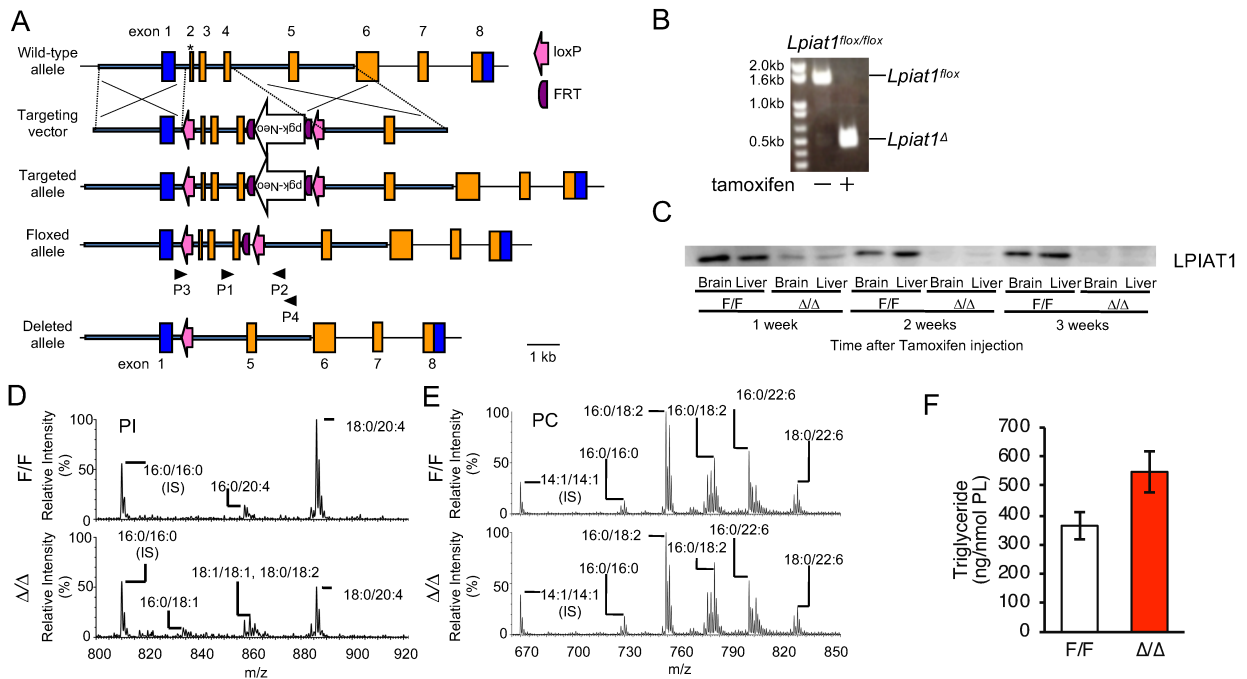 A
exon 1 2 3 4 5 6 7 8
*
Wild-type
allele
loxP
FRT
Targeting
vector
pgk-Neo
Targeted
allele
pgk-Neo
Floxed
allele
P3 P1 P2
P4
Deleted
allele
1 kb
exon 1 5 6 7 8
B
Lpiat1flox/flox
2.0kb
1.6kb
1.0kb
0.5kb
Lpiat1flox
Lpiat1Δ
tamoxifen − +
C
LPIAT1
Brain Liver Brain Liver Brain Liver Brain Liver Brain Liver Brain Liver
F/F Δ/Δ F/F Δ/Δ F/F Δ/Δ
1 week 2 weeks 3 weeks
Time after Tamoxifen injection
D
PI
F/F
Relative Intensity
(%)
100
50
0
16:0/16:0
(IS)
16:0/20:4
18:0/20:4
Δ/Δ
Relative Intensity
(%)
100
50
0
16:0/16:0
(IS)
16:0/18:1
18:1/18:1, 18:0/18:2
18:0/20:4
800 820 840 860 880 900 920
m/z
E
PC
F/F
Relative Intensity
(%)
100
50
0
14:1/14:1
(IS)
16:0/16:0
16:0/18:2
16:0/18:2
16:0/22:6
18:0/22:6
Δ/Δ
Relative Intensity
(%)
100
50
0
14:1/14:1
(IS)
16:0/16:0
16:0/18:2
16:0/18:2
16:0/22:6
18:0/22:6
670 700 730 760 790 820 850
m/z
F
Triglyceride
(ng/nmol PL)
700
600
500
400
300
200
100
0
F/F Δ/Δ